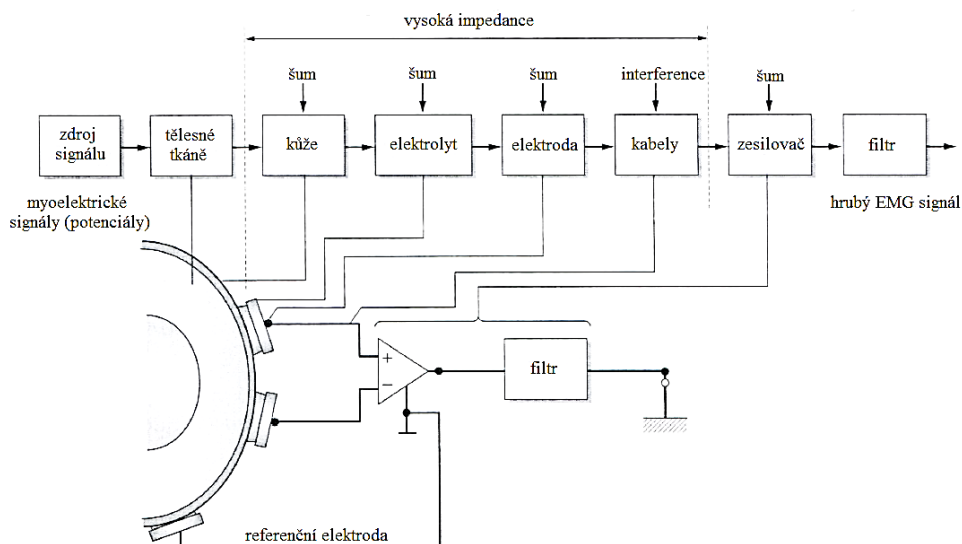 vysoká impedance
šum
šum
šum
interference
šum
zdroj
signálu
tělesné
tkáně
kůže
elektrolyt
elektroda
kabely
zesilovač
filtr
myoelektrické
signály (potenciály)
hrubý EMG signál
+
−
filtr
referenční elektroda